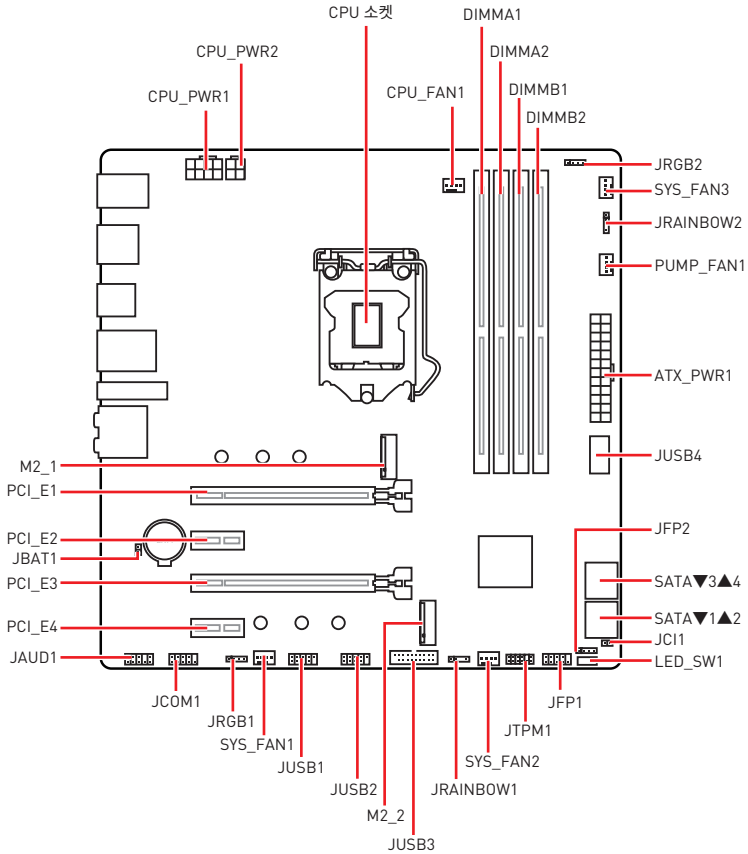 CPU 소켓
DIMMA1
CPU_PWR2
DIMMA2
CPU_PWR1
CPU_FAN1
DIMMB1
DIMMB2
JRGB2
SYS_FAN3
JRAINBOW2
PUMP_FAN1
ATX_PWR1
JUSB4
M2_1
PCI_E1
JFP2
PCI_E2
JBAT1
PCI_E3
SATA▼3▲4
PCI_E4
SATA▼1▲2
JCI1
JAUD1
LED_SW1
JCOM1
JRGB1
SYS_FAN1
JUSB1
JUSB2
M2_2
JUSB3
JRAINBOW1
SYS_FAN2
JTPM1
JFP1